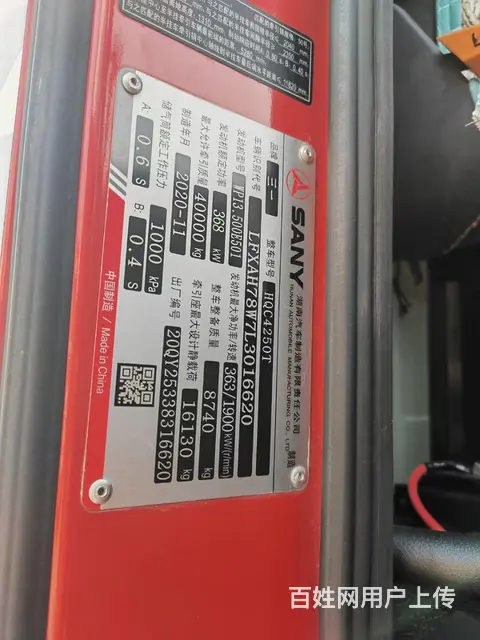 SANY 湖南汽车制造有限责任公司 制造
HUNAN AUTOMOBILE MANUFACTURING CO., LTD
品牌 三一 整车型号 HQC4250T
车辆识别代号 LFXAH78W7L3016620
发动机型号 WP13.500E501 发动机最大净功率/转速 363/1900 kW/(r/min)
发动机额定功率 368 kW 整车整备质量 8740 kg
最大允许牵引质量 40000 kg 牵引座最大设计静载荷 16130 kg
制造年月 2020-11 出厂编号 20QY25338316620
储气筒额定工作压力 1000 kPa
A: 0.6 S B: 0.4 S
中国制造 / Made in China
百姓网用户上传